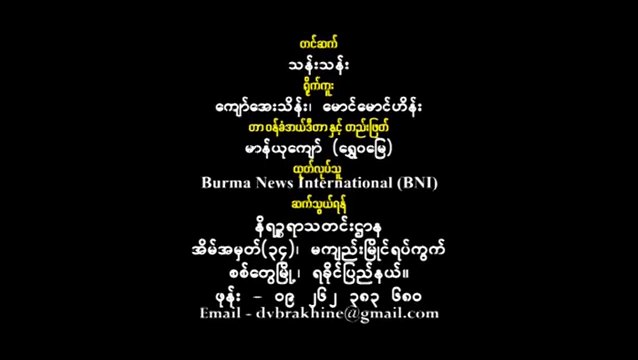 တင်ဆက်
သန်းသန်း
ရိုက်ကူး
ကျော်အေးသိန်း၊ မောင်မောင်ဟိန်း
တာဝန်ခံအယ်ဒီတာ နှင့် တည်းဖြတ်
မာန်ယုကျော် (ရွှေဝမြေ)
ထုတ်လုပ်သူ
Burma News International (BNI)
ဆက်သွယ်ရန်
နိရဉ္စရာသတင်းဌာန
အိမ်အမှတ်(၃၄)၊ မကျည်းမြိုင်ရပ်ကွက်
စစ်တွေမြို့၊ ရခိုင်ပြည်နယ်။
ဖုန်း - ၀၉ ၂၆၂ ၃၈၃ ၆၈၀
Email - dvbrakhine@gmail.com